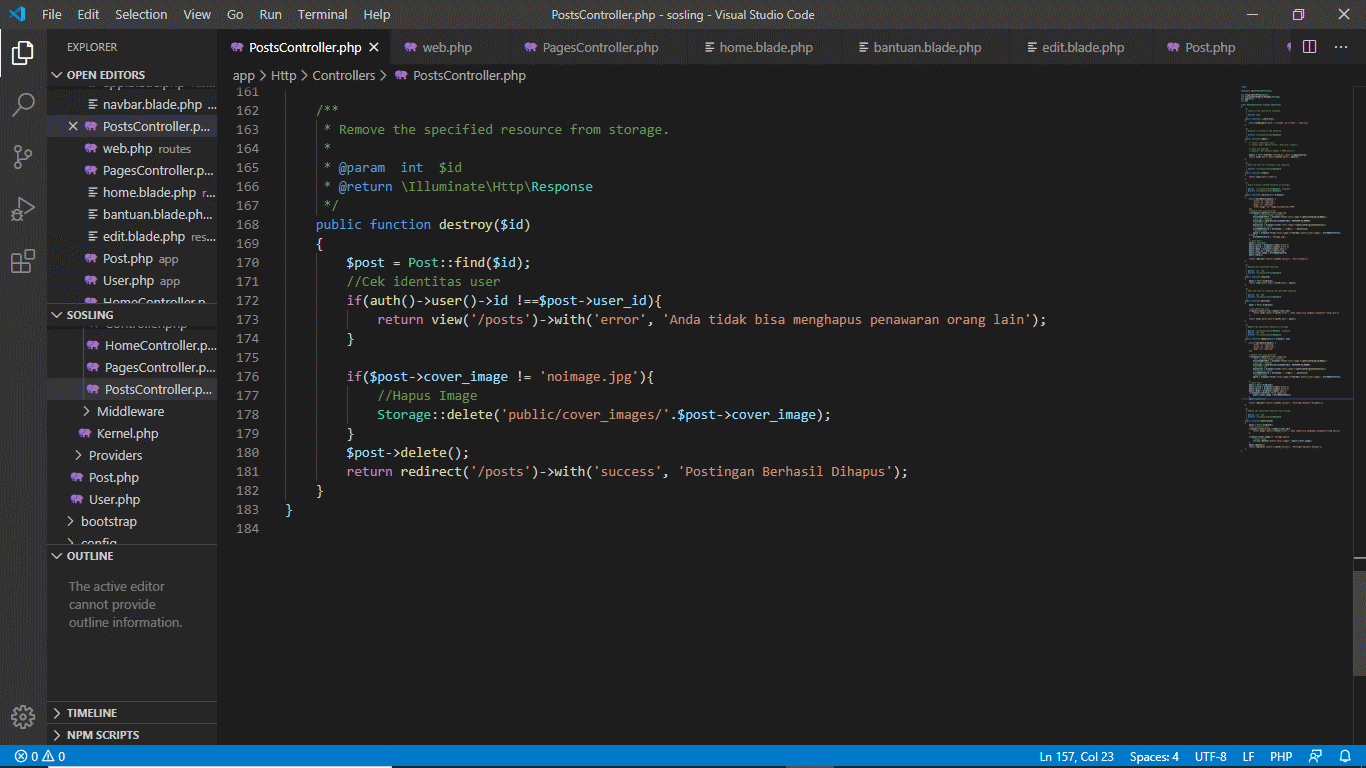 File Edit Selection View Go Run Terminal Help PostsController.php - sosling - Visual Studio Code
EXPLORER
OPEN EDITORS
navbar.blade.php ...
PostsController.p...
web.php routes
PagesController.p...
home.blade.php r...
bantuan.blade.ph...
edit.blade.php res...
Post.php app
User.php app
HomeController.p...
SOSLING
Controller.php
HomeController.p...
PagesController.p...
PostsController.p...
Middleware
Kernel.php
Providers
Post.php
User.php
bootstrap
config
OUTLINE
The active editor
cannot provide
outline information.
TIMELINE
NPM SCRIPTS
PostsController.php web.php PagesController.php home.blade.php bantuan.blade.php edit.blade.php Post.php
app > Http > Controllers > PostsController.php
161
162 /**
163 * Remove the specified resource from storage.
164 *
165 * @param  int  $id
166 * @return \Illuminate\Http\Response
167 */
168 public function destroy($id)
169 {
170 $post = Post::find($id);
171 //Cek identitas user
172 if(auth()->user()->id !==$post->user_id){
173 return view('/posts')->with('error', 'Anda tidak bisa menghapus penawaran orang lain');
174 }
175
176 if($post->cover_image != 'noimage.jpg'){
177 //Hapus Image
178 Storage::delete('public/cover_images/'.$post->cover_image);
179 }
180 $post->delete();
181 return redirect('/posts')->with('success', 'Postingan Berhasil Dihapus');
182 }
183 }
184
0 0 Ln 157, Col 23 Spaces: 4 UTF-8 LF PHP